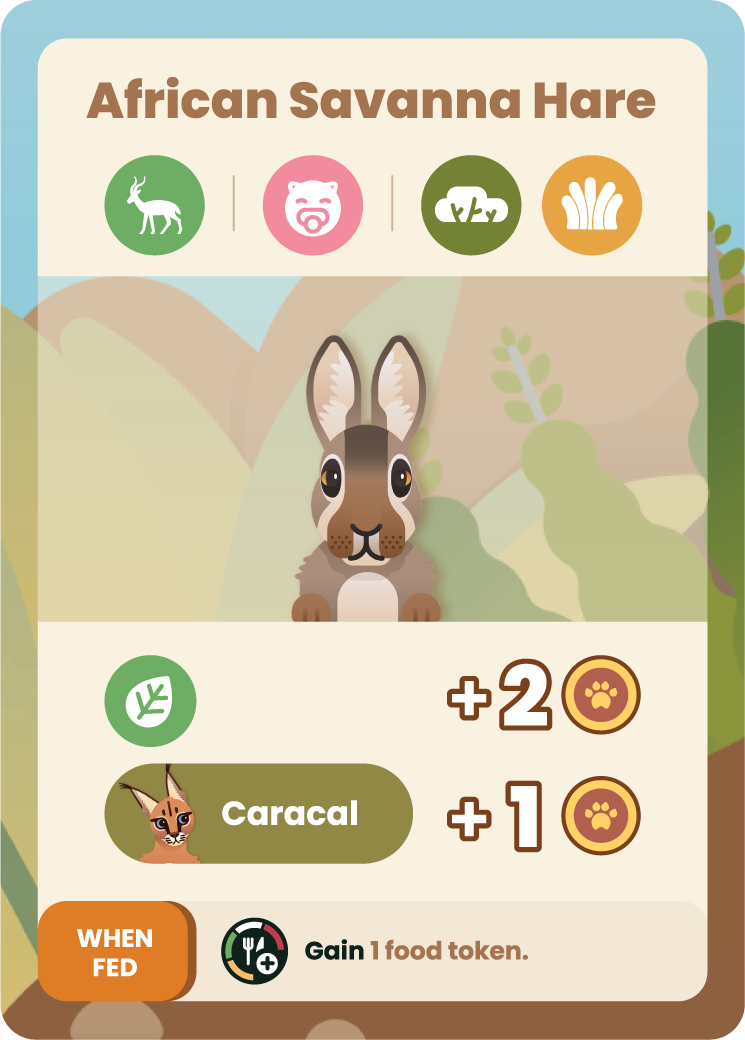 African Savanna Hare
+2
Caracal
+1
WHEN
FED
Gain 1 food token.